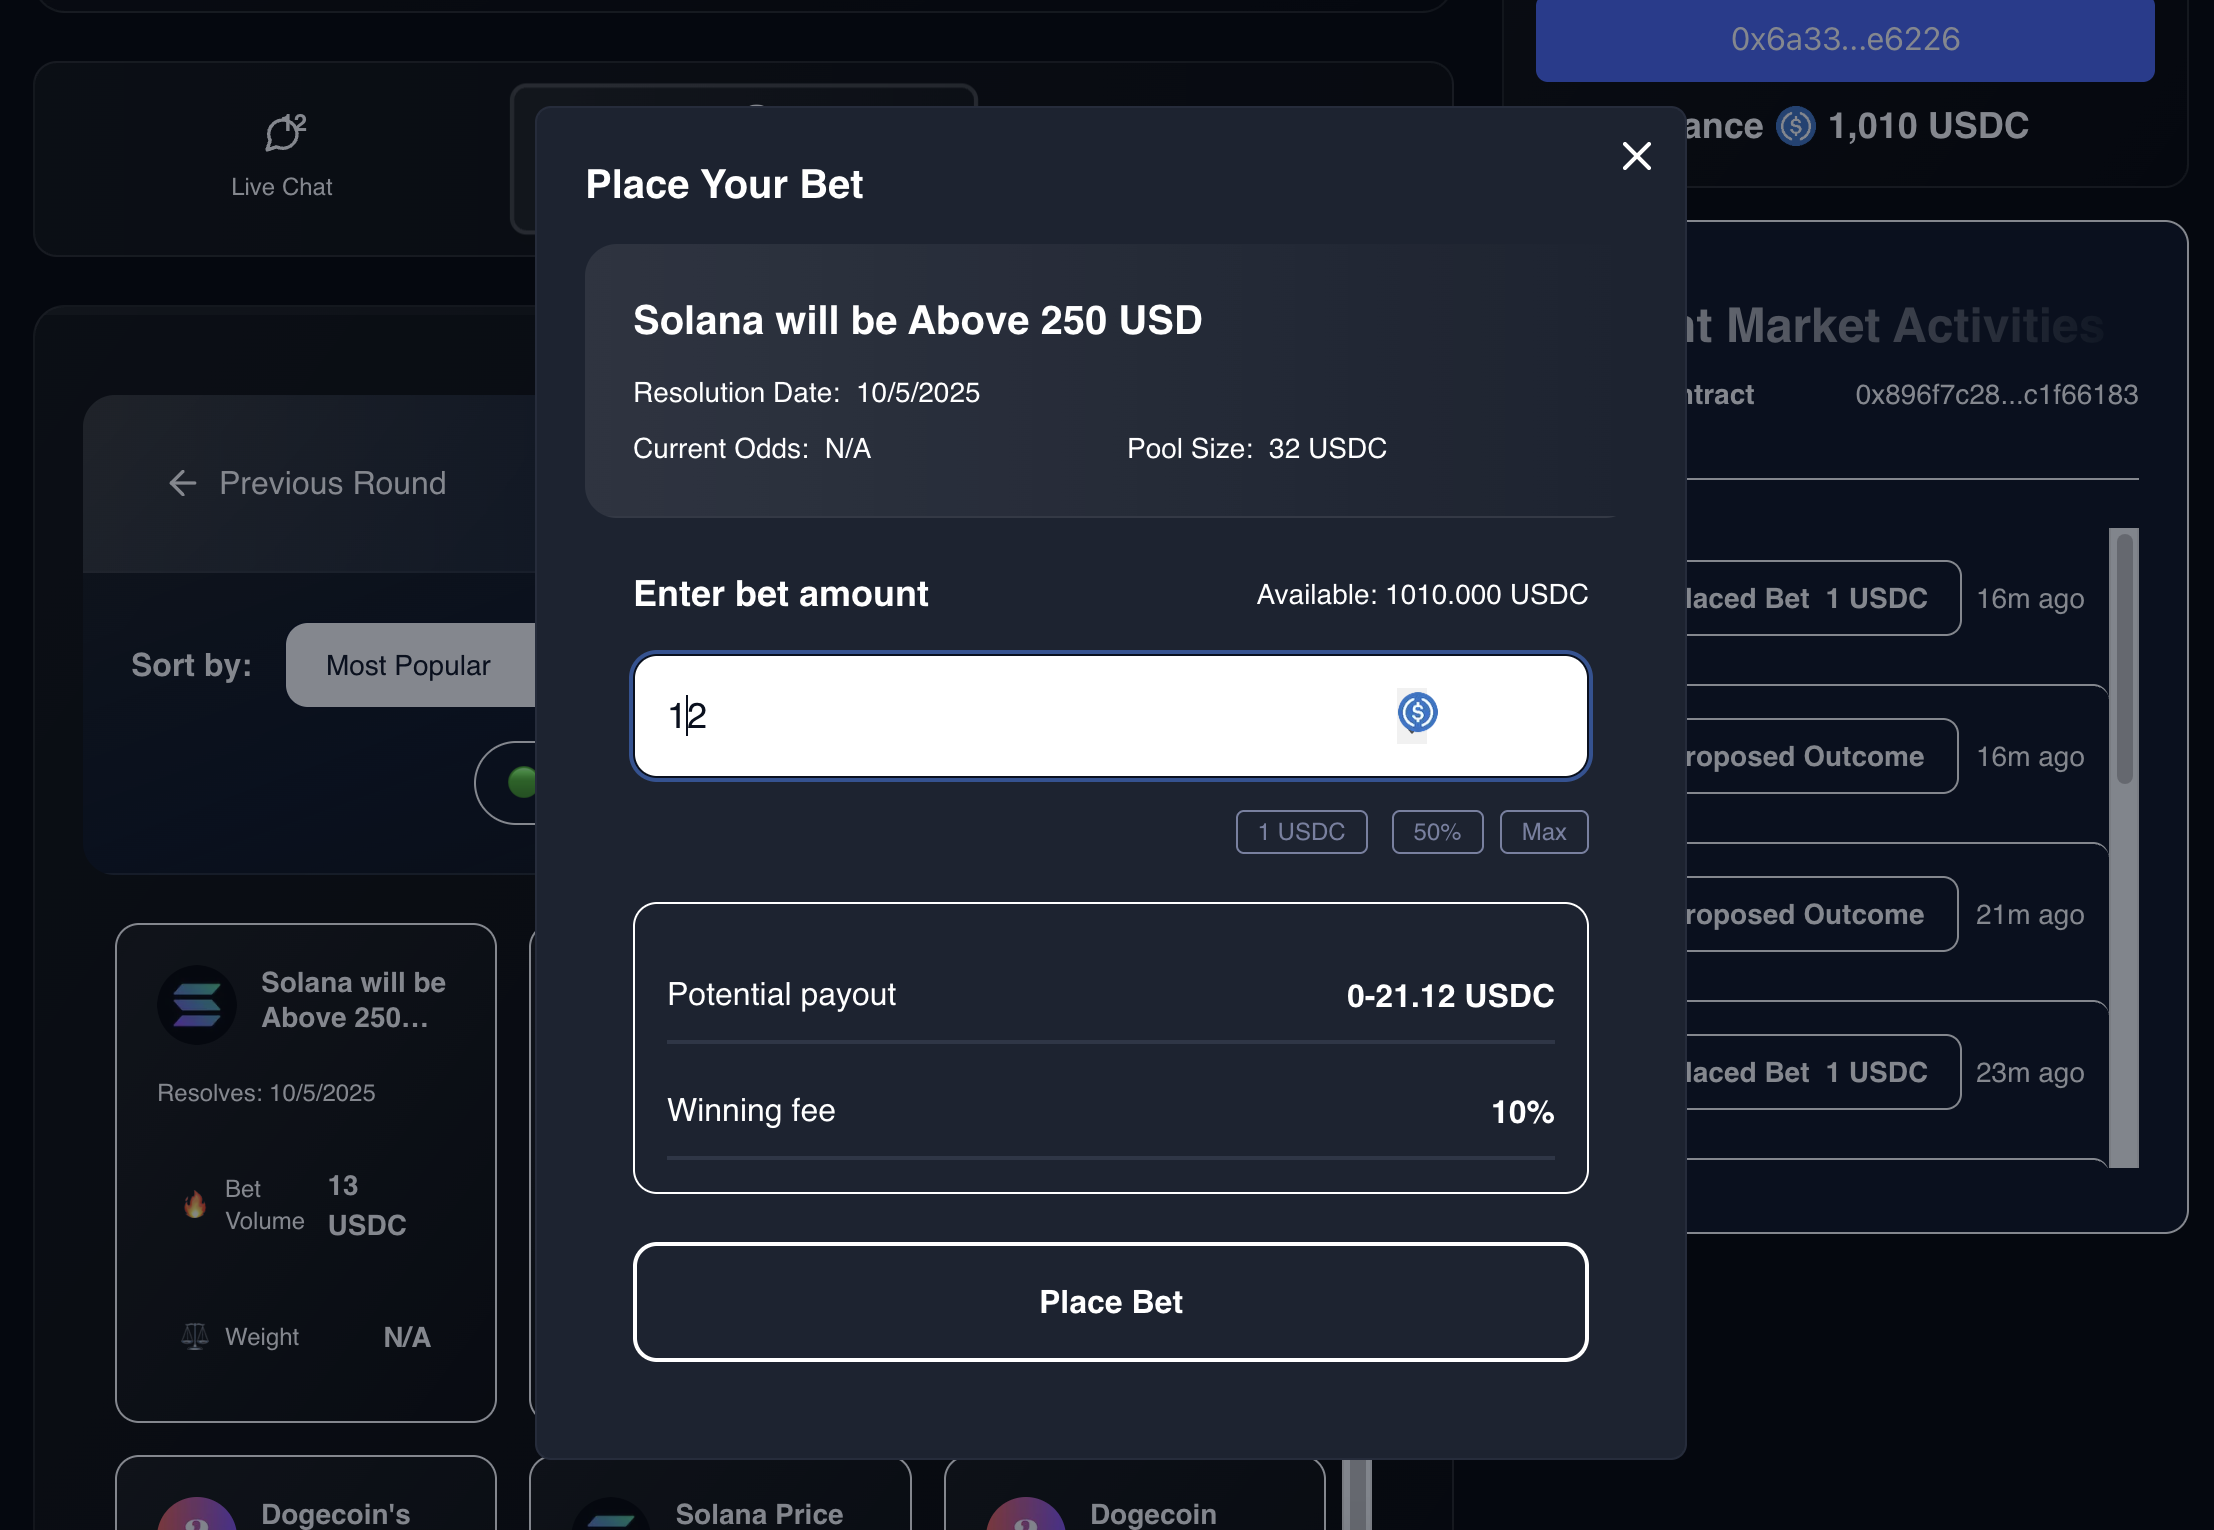 0x6a33...e6226
ance 1,010 USDC
12
Live Chat
Place Your Bet
Solana will be Above 250 USD
Resolution Date: 10/5/2025
Current Odds: N/A
Pool Size: 32 USDC
Enter bet amount
Available: 1010.000 USDC
12
1 USDC
50%
Max
Potential payout
0-21.12 USDC
Winning fee
10%
Place Bet
Previous Round
Sort by:
Most Popular
Solana will be
Above 250...
Resolves: 10/5/2025
Bet
Volume
13
USDC
Weight
N/A
Dogecoin's
Solana Price
Dogecoin
nt Market Activities
ntract
0x896f7c28...c1f66183
laced Bet 1 USDC
16m ago
roposed Outcome
16m ago
roposed Outcome
21m ago
laced Bet 1 USDC
23m ago